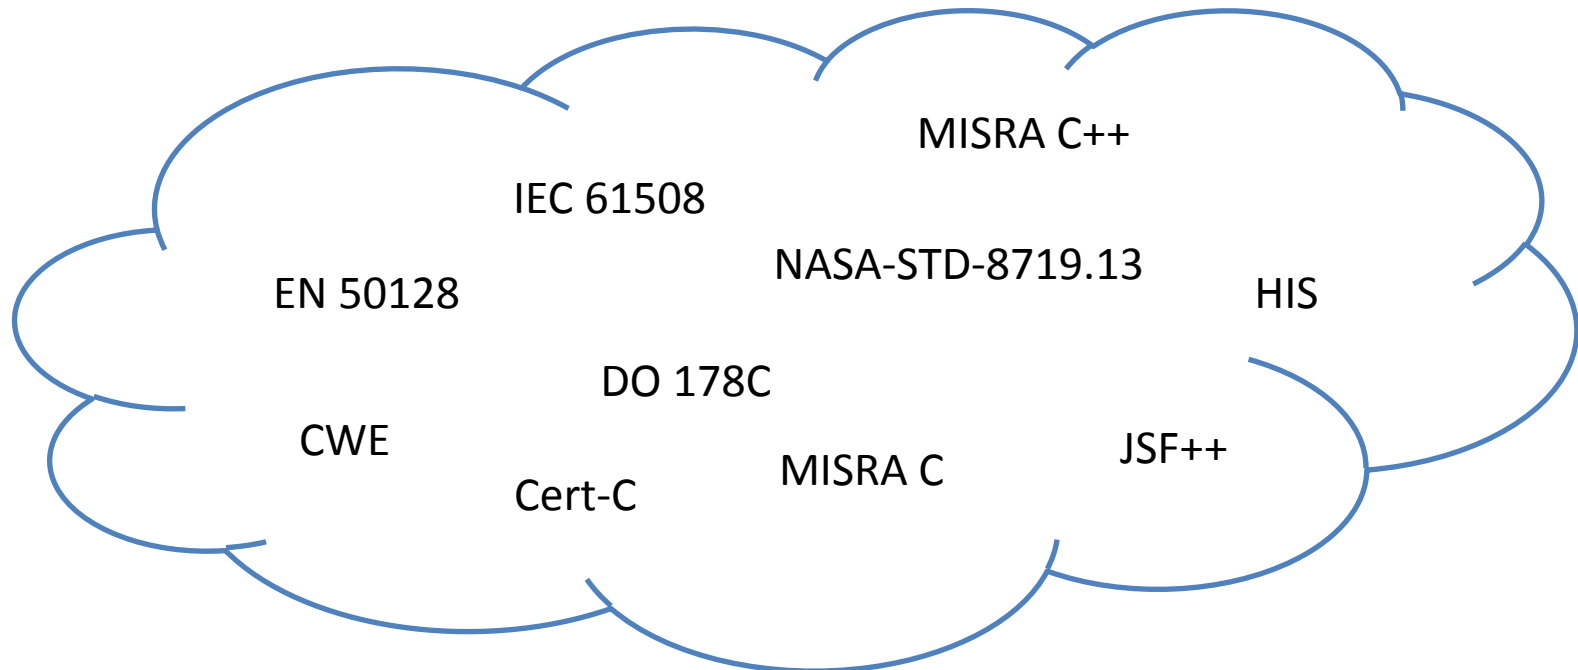 MISRA C++
IEC 61508
NASA-STD-8719.13
EN 50128
HIS
DO 178C
CWE
JSF++
MISRA C
Cert-C